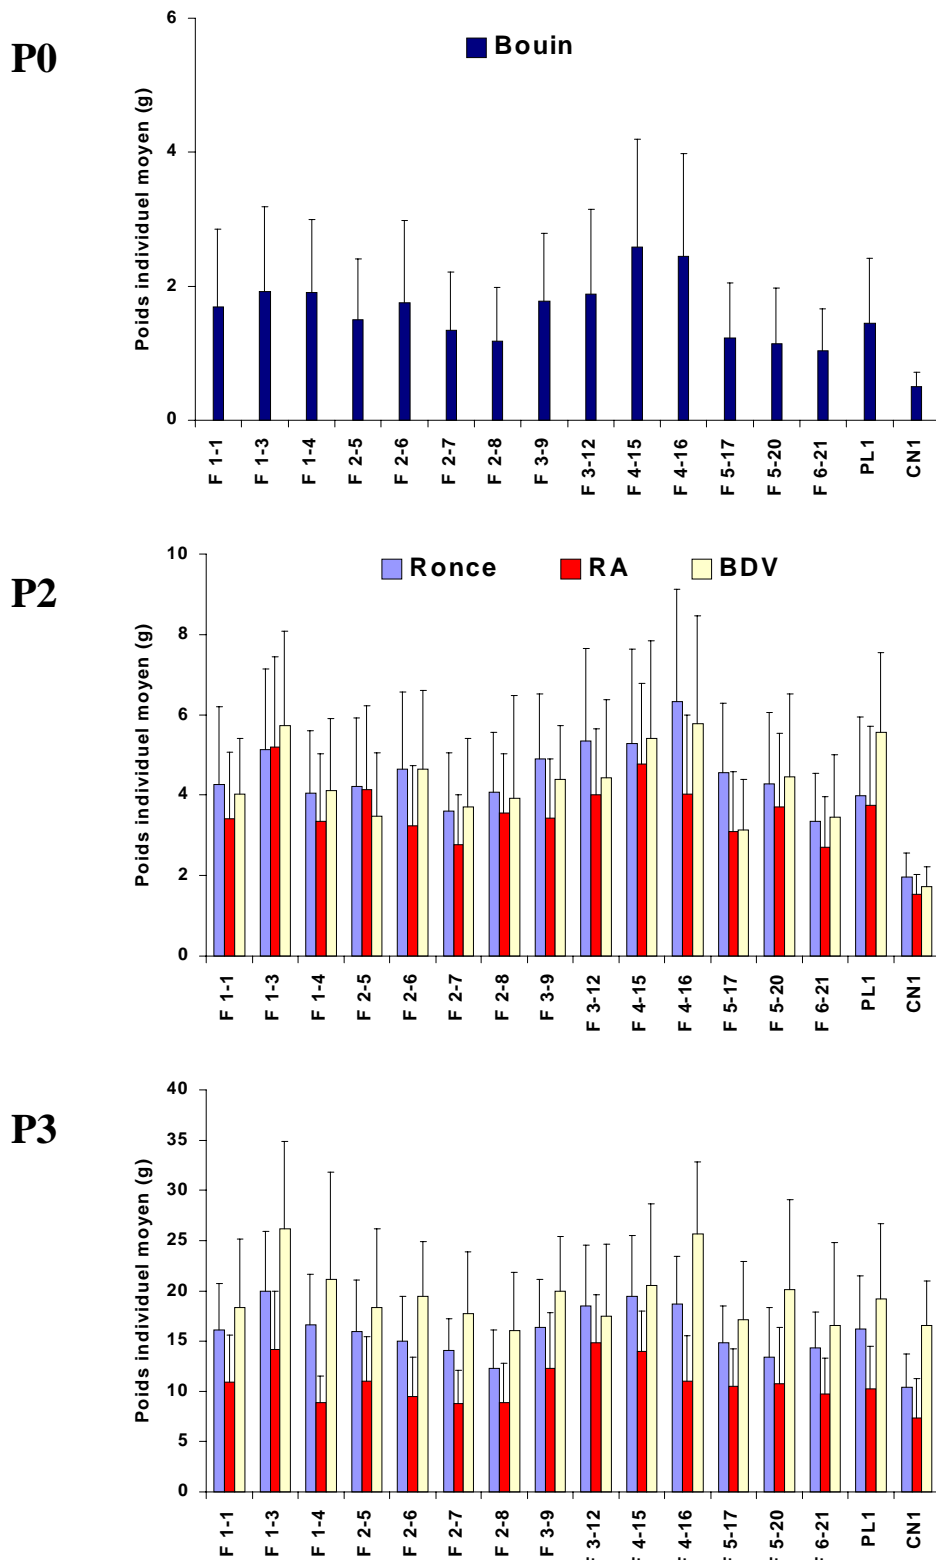 P0
Poids individuel moyen (g)
Bouin
6
4
2
0
F 1-1
F 1-3
F 1-4
F 2-5
F 2-6
F 2-7
F 2-8
F 3-9
F 3-12
F 4-15
F 4-16
F 5-17
F 5-20
F 6-21
PL1
CN1
P2
Poids individuel moyen (g)
Ronce RA BDV
10
8
6
4
2
0
F 1-1
F 1-3
F 1-4
F 2-5
F 2-6
F 2-7
F 2-8
F 3-9
F 3-12
F 4-15
F 4-16
F 5-17
F 5-20
F 6-21
PL1
CN1
P3
Poids individuel moyen (g)
40
35
30
25
20
15
10
5
0
F 1-1
F 1-3
F 1-4
F 2-5
F 2-6
F 2-7
F 2-8
F 3-9
F 3-12
F 4-15
F 4-16
F 5-17
F 5-20
F 6-21
PL1
CN1